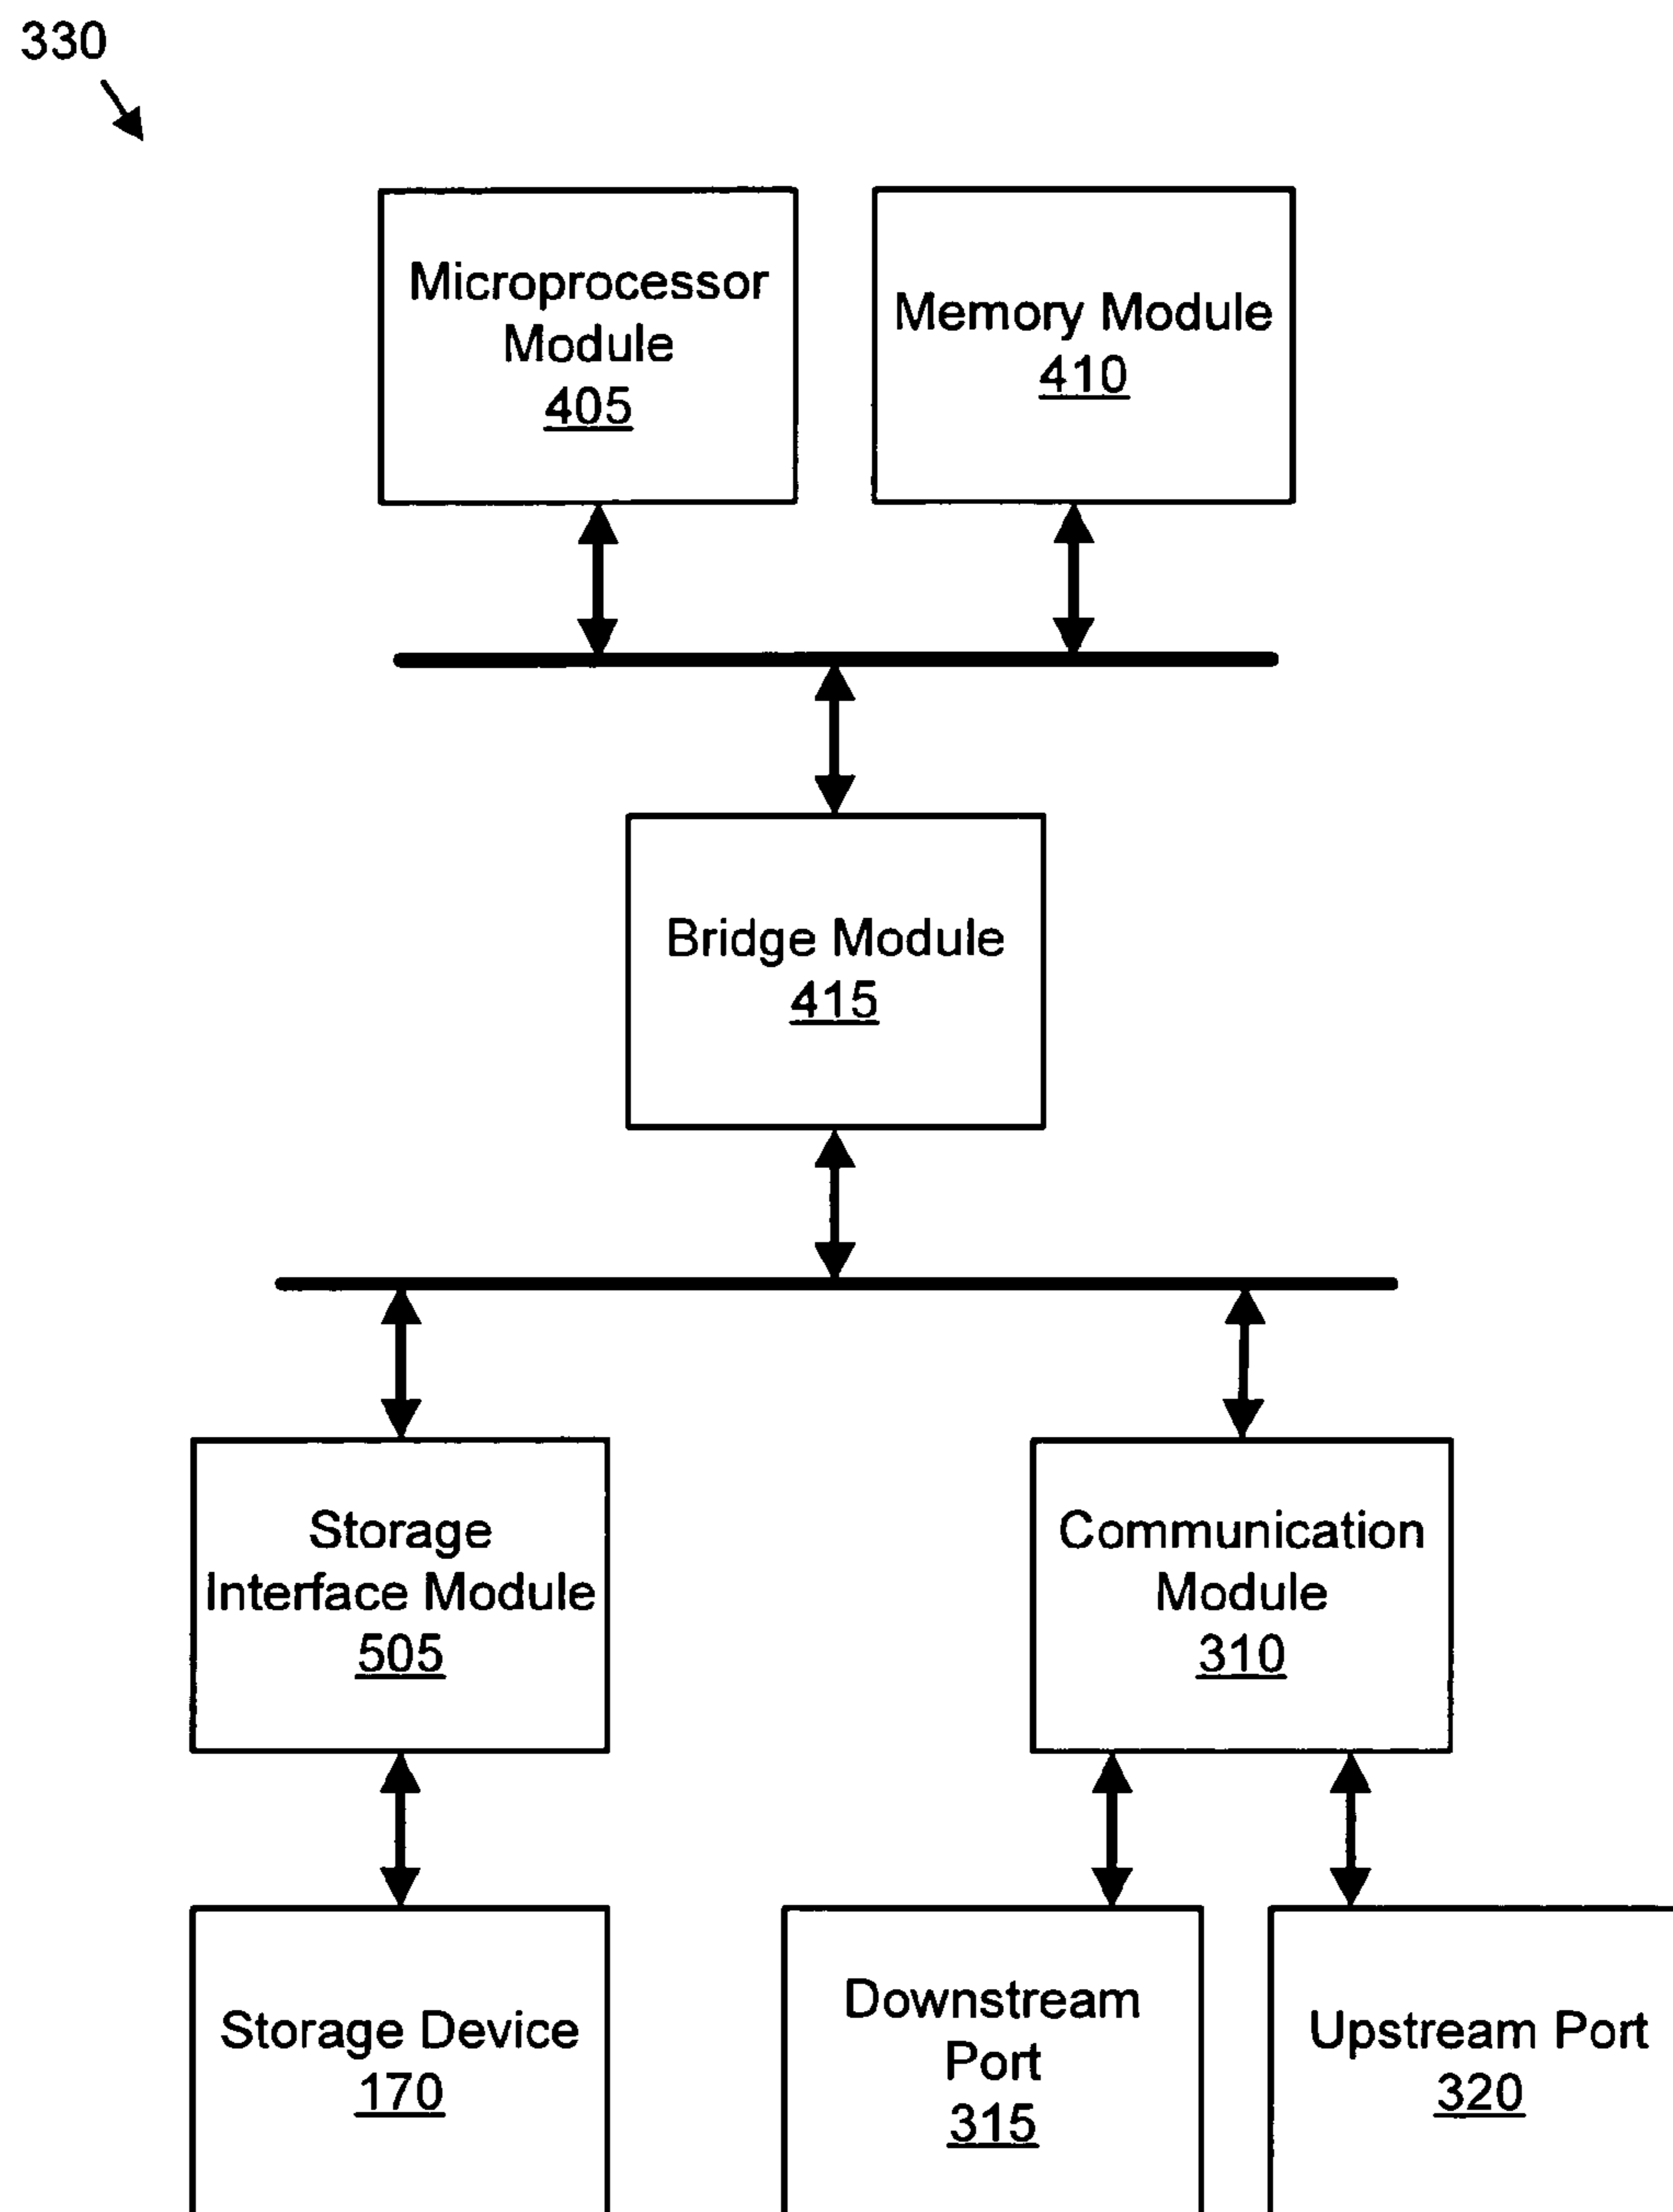 330
Microprocessor
Module
405
Memory Module
410
Bridge Module
415
Storage
Interface Module
505
Communication
Module
310
Storage Device
170
Downstream
Port
315
Upstream Port
320